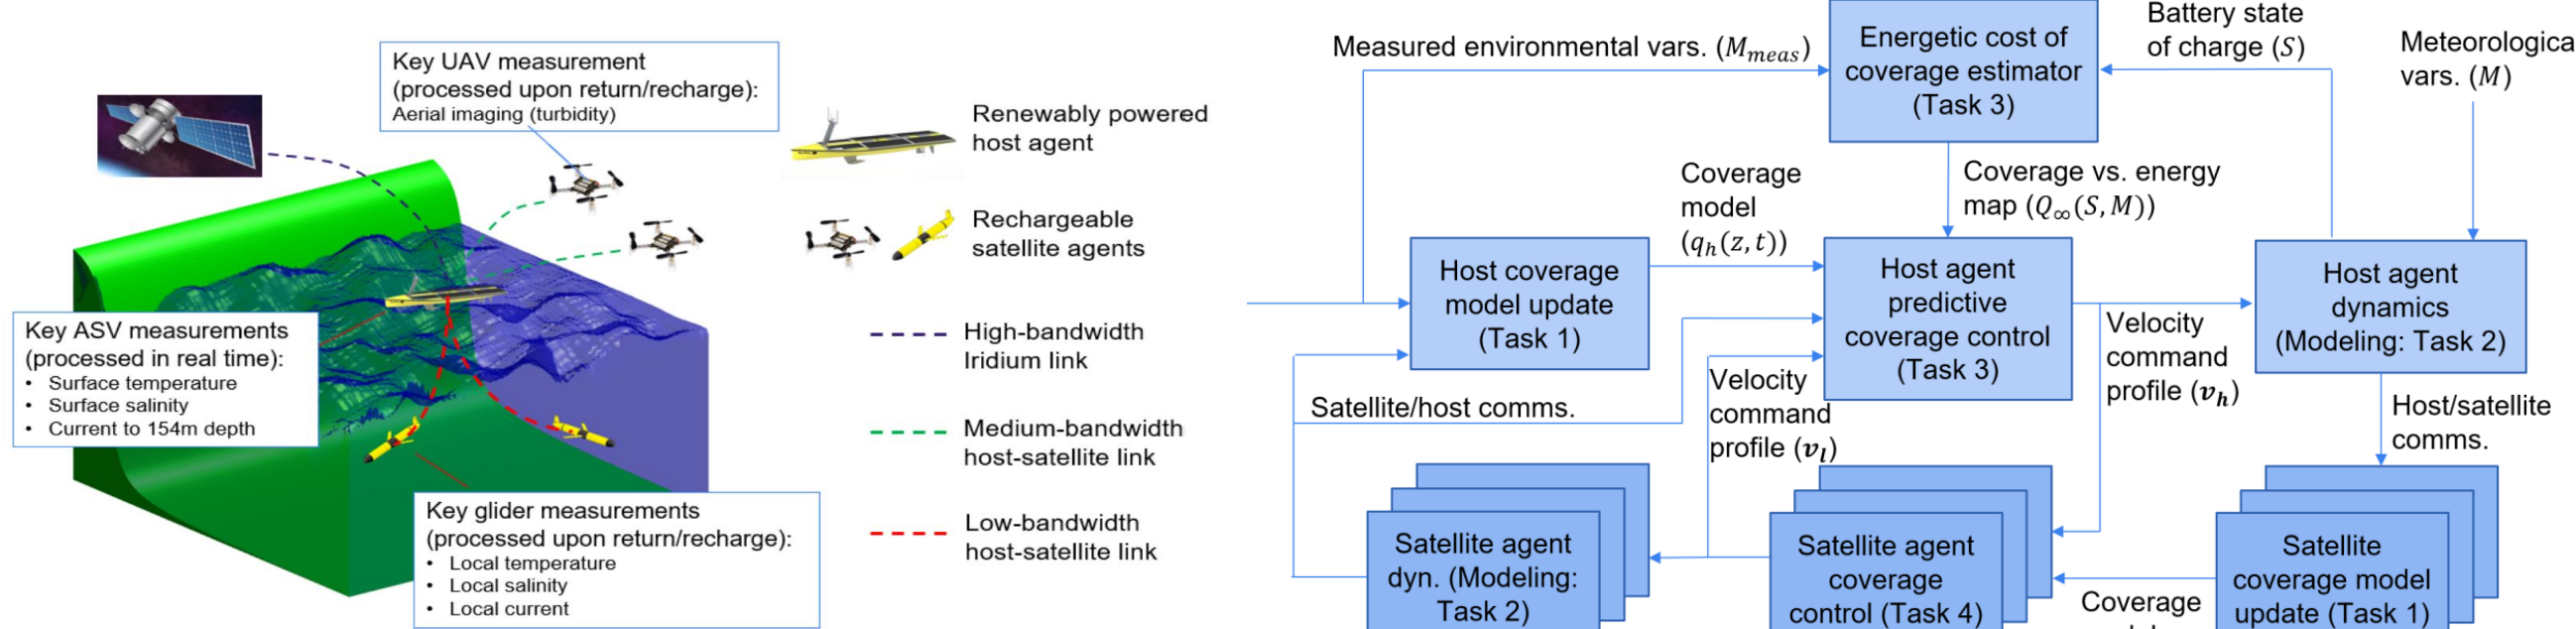 Key UAV measurement
(processed upon return/recharge):
Aerial imaging (turbidity)
Renewably powered
host agent
Rechargeable
satellite agents
Key ASV measurements
(processed in real time):
• Surface temperature
• Surface salinity
• Current to 154m depth
High-bandwidth
Iridium link
Medium-bandwidth
host-satellite link
Low-bandwidth
host-satellite link
Key glider measurements
(processed upon return/recharge):
• Local temperature
• Local salinity
• Local current
Measured environmental vars. (M_meas)
Energetic cost of
coverage estimator
(Task 3)
Battery state
of charge (S)
Meteorologica
vars. (M)
Coverage
model
(q_h(z, t))
Coverage vs. energy
map (Q_∞(S, M))
Host coverage
model update
(Task 1)
Host agent
predictive
coverage control
(Task 3)
Host agent
dynamics
(Modeling: Task 2)
Velocity
command
profile (v_h)
Satellite/host comms.
Velocity
command
profile (v_l)
Host/satellite
comms.
Satellite agent
dyn. (Modeling:
Task 2)
Satellite agent
coverage
control (Task 4)
Satellite
coverage model
update (Task 1)
Coverage